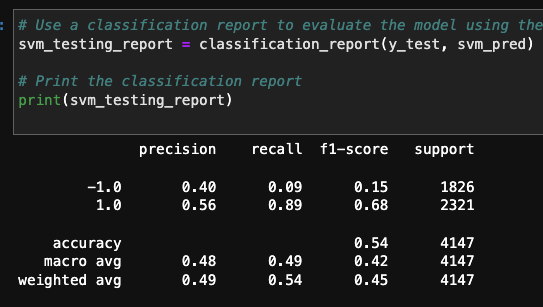 :
# Use a classification report to evaluate the model using the
svm_testing_report = classification_report(y_test, svm_pred)
# Print the classification report
print(svm_testing_report)
precision recall f1-score support
-1.0 0.40 0.09 0.15 1826
1.0 0.56 0.89 0.68 2321
accuracy 0.54 4147
macro avg 0.48 0.49 0.42 4147
weighted avg 0.49 0.54 0.45 4147